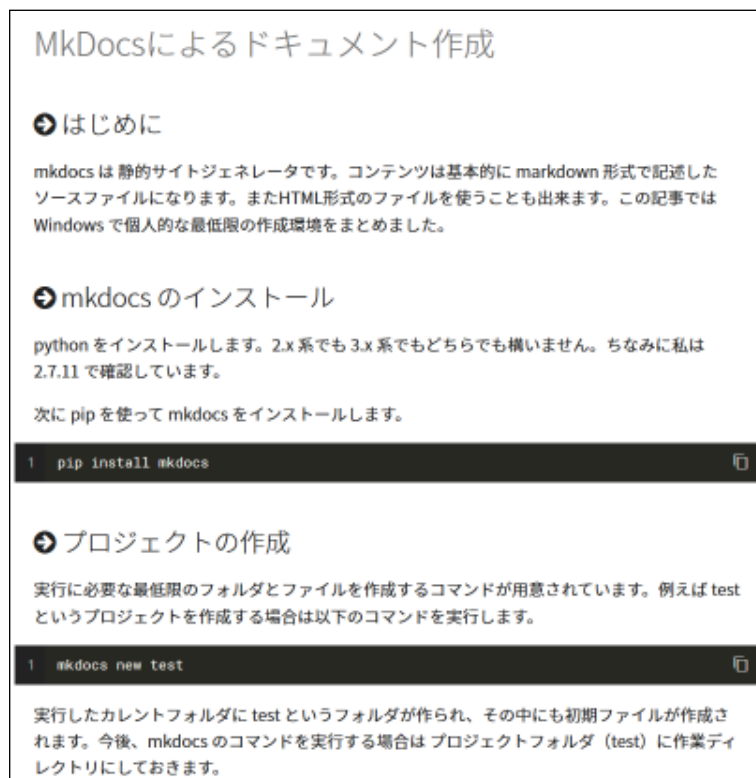 MkDocsによるドキュメント作成
はじめに
mkdocs は 静的サイトジェネレータです。コンテンツは基本的に markdown 形式で記述した
ソースファイルになります。またHTML形式のファイルを使うことも出来ます。この記事では
Windows で個人的な最低限の作成環境をまとめました。
mkdocs のインストール
python をインストールします。2.x 系でも 3.x 系でもどちらでも構いません。ちなみに私は
2.7.11 で確認しています。
次に pip を使って mkdocs をインストールします。
1 pip install mkdocs
プロジェクトの作成
実行に必要な最低限のフォルダとファイルを作成するコマンドが用意されています。例えば test
というプロジェクトを作成する場合は以下のコマンドを実行します。
1 mkdocs new test
実行したカレントフォルダに test というフォルダが作られ、その中にも初期ファイルが作成さ
れます。今後、mkdocs のコマンドを実行する場合は プロジェクトフォルダ（test）に作業ディ
レクトリにしておきます。